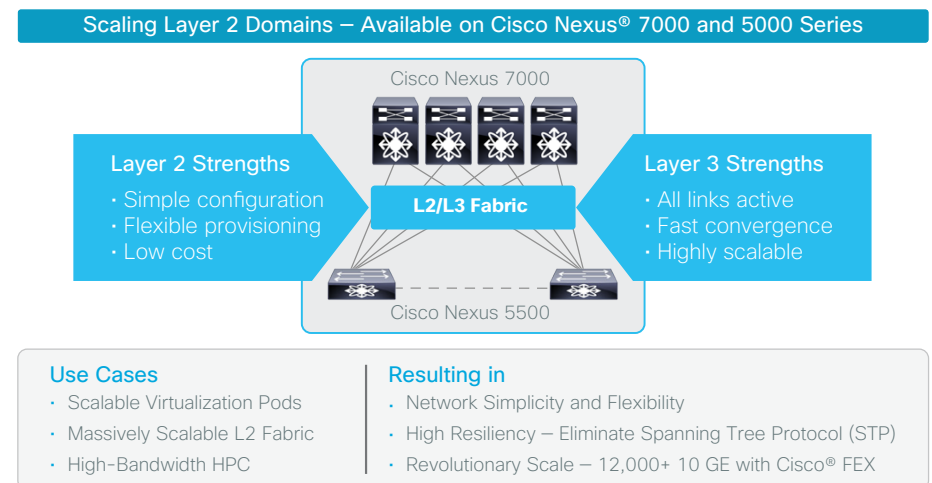 Scaling Layer 2 Domains – Available on Cisco Nexus® 7000 and 5000 Series
Cisco Nexus 7000
Layer 2 Strengths
· Simple configuration
· Flexible provisioning
· Low cost
L2/L3 Fabric
Layer 3 Strengths
· All links active
· Fast convergence
· Highly scalable
Cisco Nexus 5500
Use Cases
· Scalable Virtualization Pods
· Massively Scalable L2 Fabric
· High-Bandwidth HPC
Resulting in
· Network Simplicity and Flexibility
· High Resiliency – Eliminate Spanning Tree Protocol (STP)
· Revolutionary Scale – 12,000+ 10 GE with Cisco® FEX